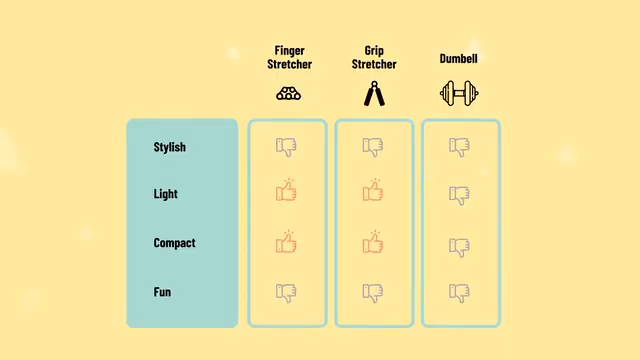 Finger
Stretcher
Grip
Stretcher
Dumbell
Stylish
Light
Compact
Fun